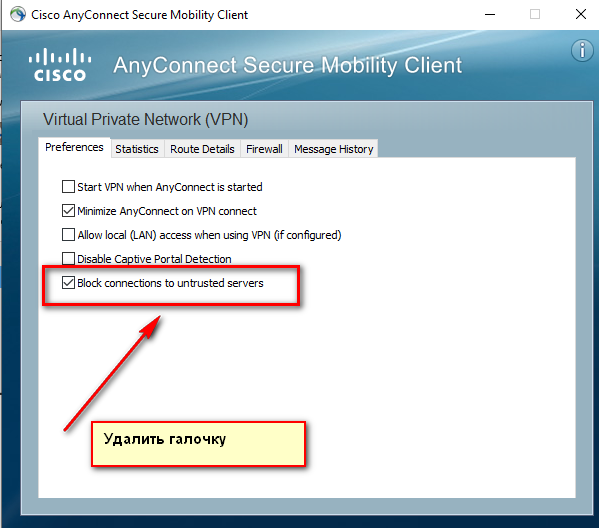 Cisco AnyConnect Secure Mobility Client
CISCO
AnyConnect Secure Mobility Client
i
Virtual Private Network (VPN)
Preferences
Statistics
Route Details
Firewall
Message History
Start VPN when AnyConnect is started
Minimize AnyConnect on VPN connect
Allow local (LAN) access when using VPN (if configured)
Disable Captive Portal Detection
Block connections to untrusted servers
Удалить галочку